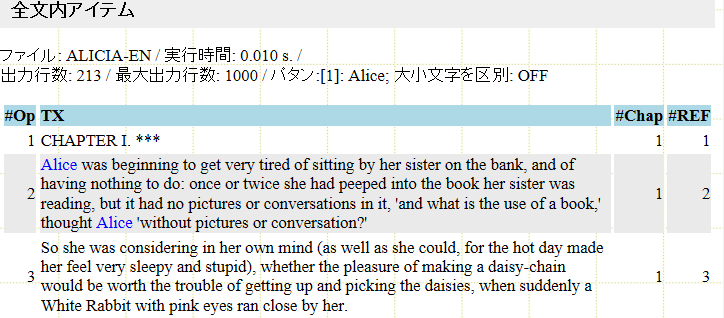 全文内アイテム
ファイル: ALICIA-EN / 実行時間: 0.010 s. /
出力行数: 213 / 最大出力行数: 1000 / パタン:[1]: Alice; 大小文字を区別: OFF
#Op TX #Chap #REF
1 CHAPTER I. *** 1 1
Alice was beginning to get very tired of sitting by her sister on the bank, and of
having nothing to do: once or twice she had peeped into the book her sister was
2 1 2
reading, but it had no pictures or conversations in it, 'and what is the use of a book,'
thought Alice 'without pictures or conversation?'
So she was considering in her own mind (as well as she could, for the hot day made
her feel very sleepy and stupid), whether the pleasure of making a daisy-chain
3 1 3
would be worth the trouble of getting up and picking the daisies, when suddenly a
White Rabbit with pink eyes ran close by her.